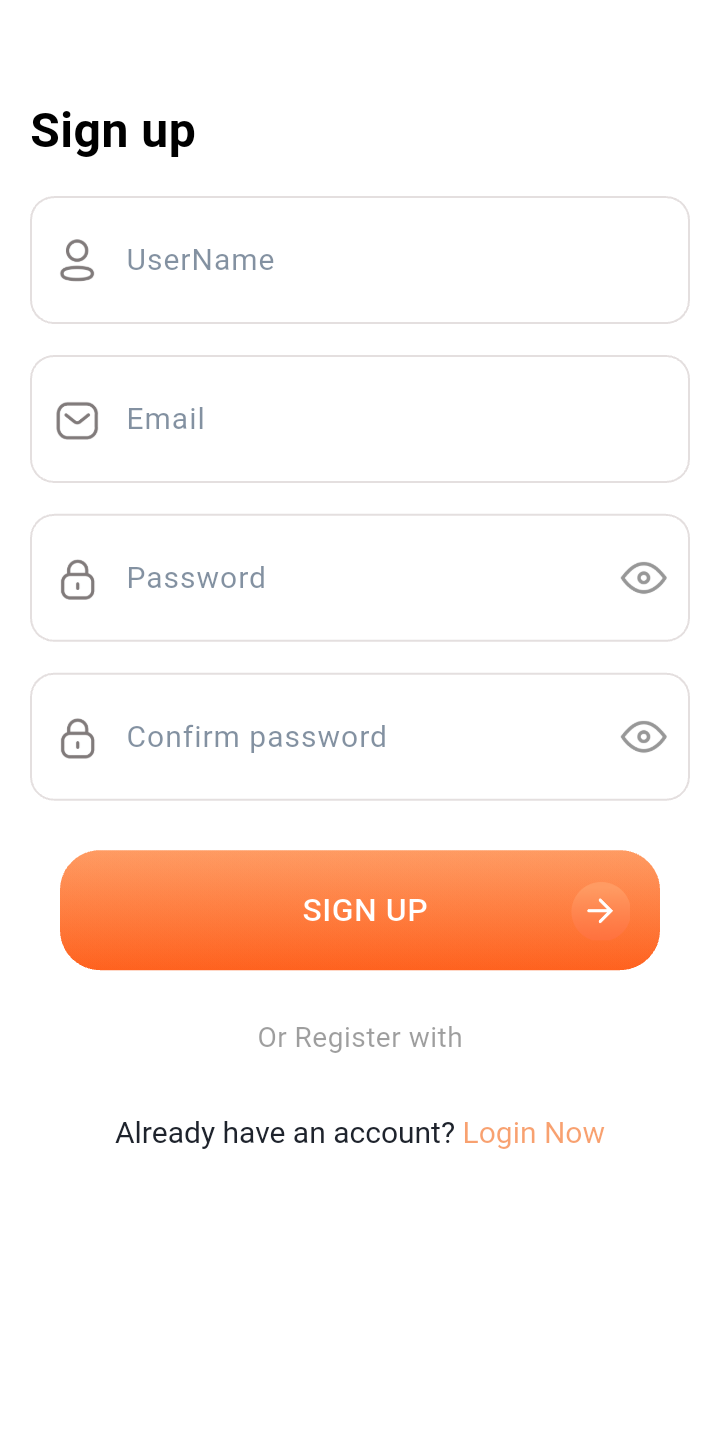 Sign up
UserName
Email
Password
Confirm password
SIGN UP
Or Register with
Already have an account? Login Now